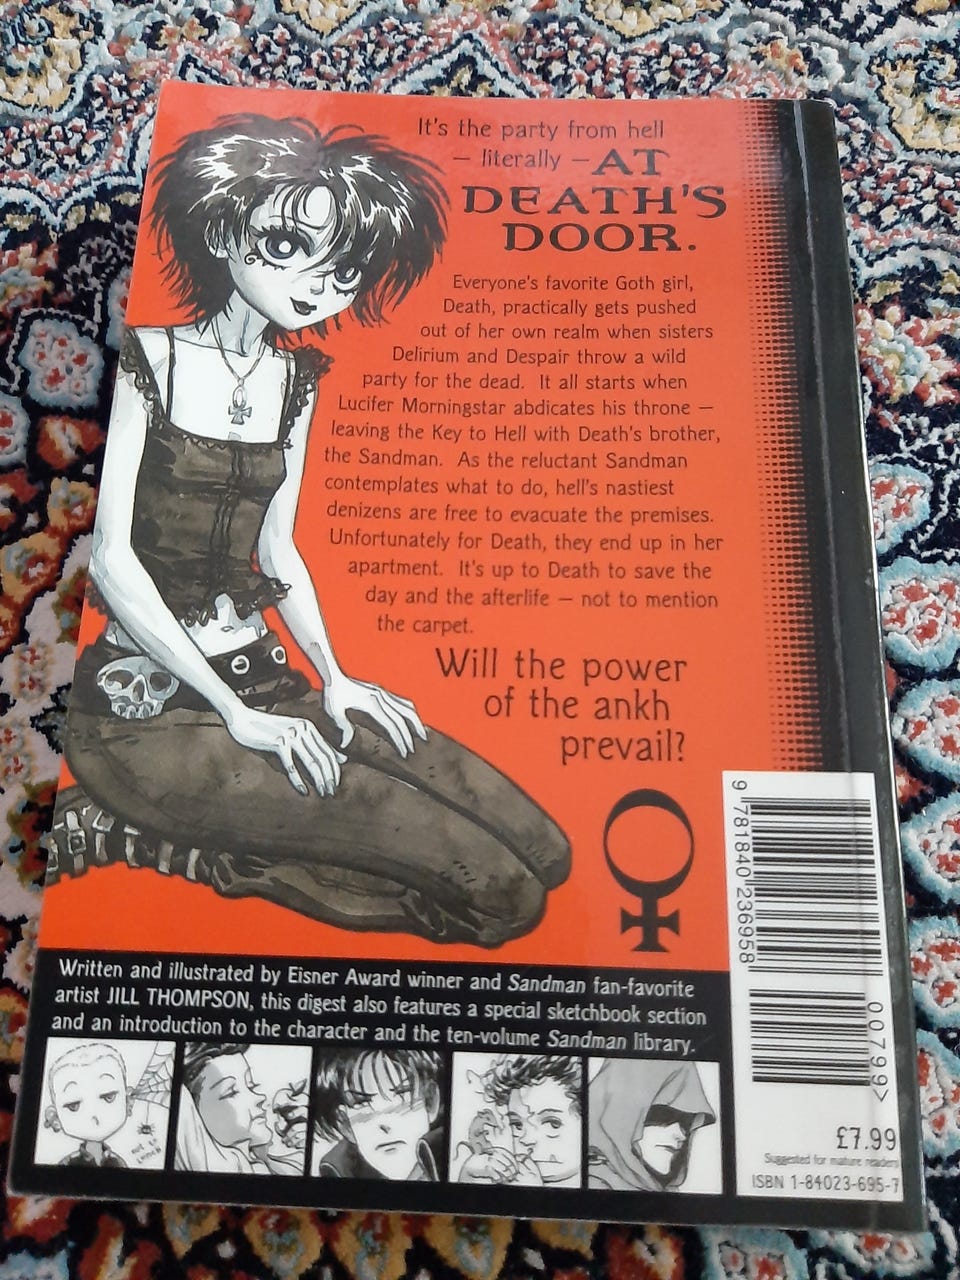 It's the party from hell
– literally – AT
DEATH'S
DOOR.
Everyone's favorite Goth girl,
Death, practically gets pushed
out of her own realm when sisters
Delirium and Despair throw a wild
party for the dead. It all starts when
Lucifer Morningstar abdicates his throne –
leaving the Key to Hell with Death's brother,
the Sandman. As the reluctant Sandman
contemplates what to do, hell's nastiest
denizens are free to evacuate the premises.
Unfortunately for Death, they end up in her
apartment. It's up to Death to save the
day and the afterlife – not to mention
the carpet.
Will the power
of the ankh
prevail?
Written and illustrated by Eisner Award winner and Sandman fan-favorite
artist JILL THOMPSON, this digest also features a special sketchbook section
and an introduction to the character and the ten-volume Sandman library.
OUT TO
LUNCH
9 781840 236958
00799>
£7.99
Suggested for mature readers
ISBN 1-84023-695-7